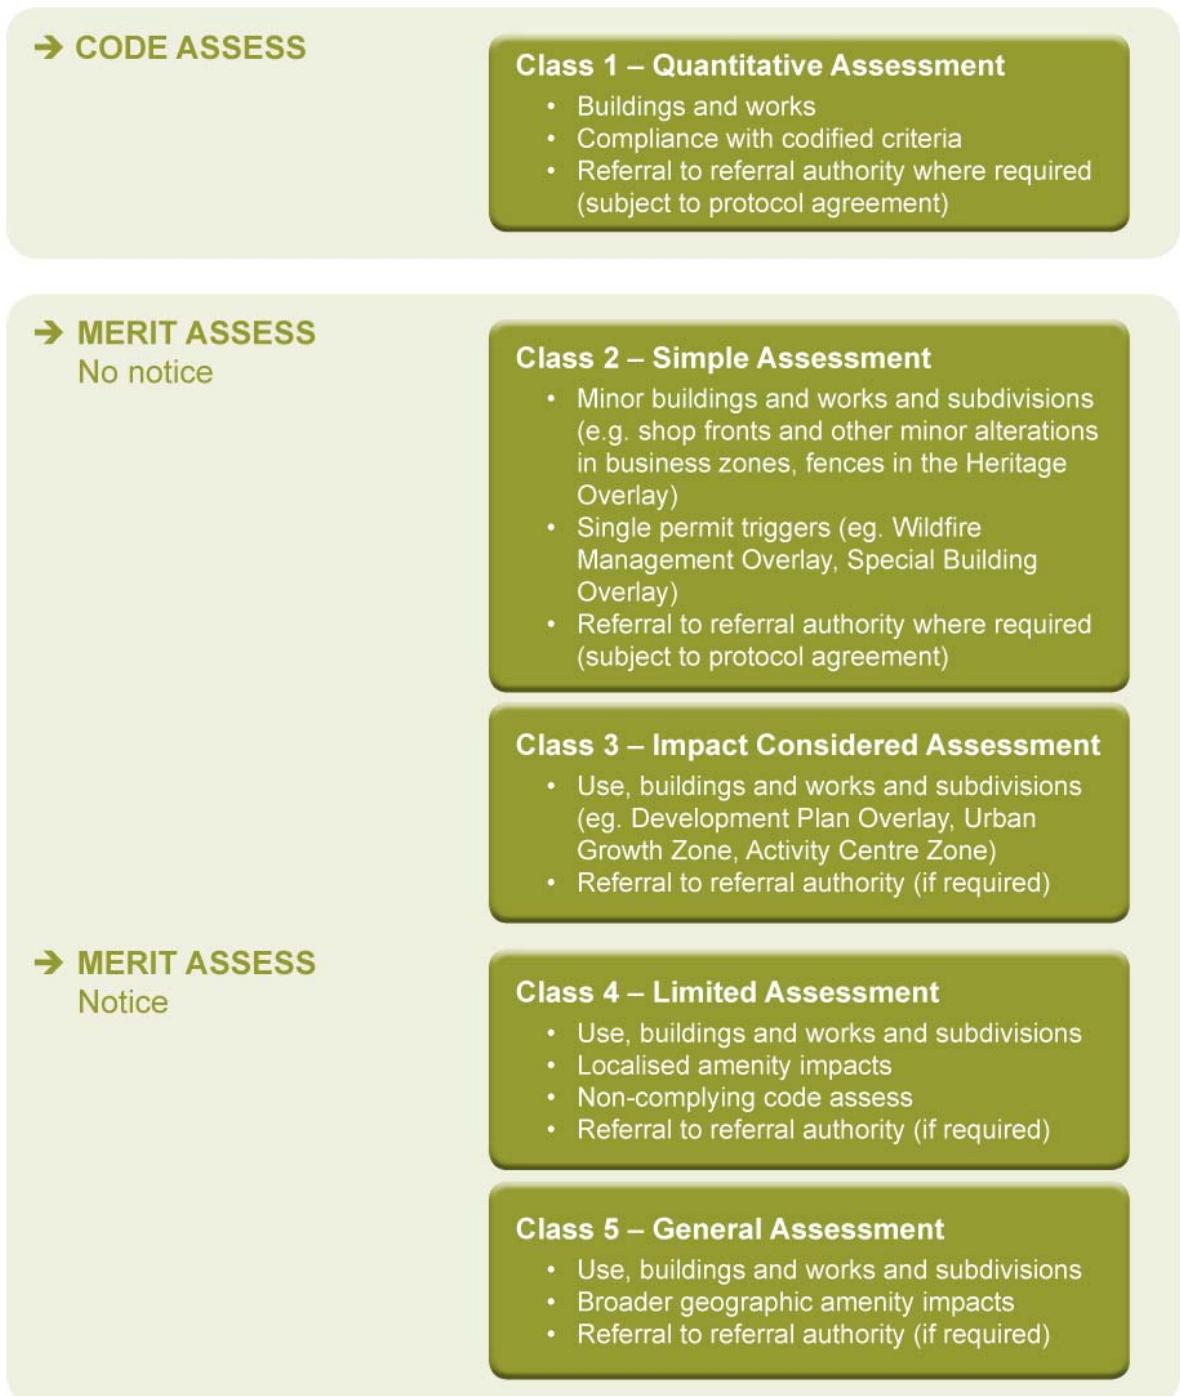 → CODE ASSESS
Class 1 – Quantitative Assessment
• Buildings and works
• Compliance with codified criteria
• Referral to referral authority where required
(subject to protocol agreement)
→ MERIT ASSESS
No notice
Class 2 – Simple Assessment
• Minor buildings and works and subdivisions
(e.g. shop fronts and other minor alterations
in business zones, fences in the Heritage
Overlay)
• Single permit triggers (eg. Wildfire
Management Overlay, Special Building
Overlay)
• Referral to referral authority where required
(subject to protocol agreement)
Class 3 – Impact Considered Assessment
• Use, buildings and works and subdivisions
(eg. Development Plan Overlay, Urban
Growth Zone, Activity Centre Zone)
• Referral to referral authority (if required)
→ MERIT ASSESS
Notice
Class 4 – Limited Assessment
• Use, buildings and works and subdivisions
• Localised amenity impacts
• Non-complying code assess
• Referral to referral authority (if required)
Class 5 – General Assessment
• Use, buildings and works and subdivisions
• Broader geographic amenity impacts
• Referral to referral authority (if required)